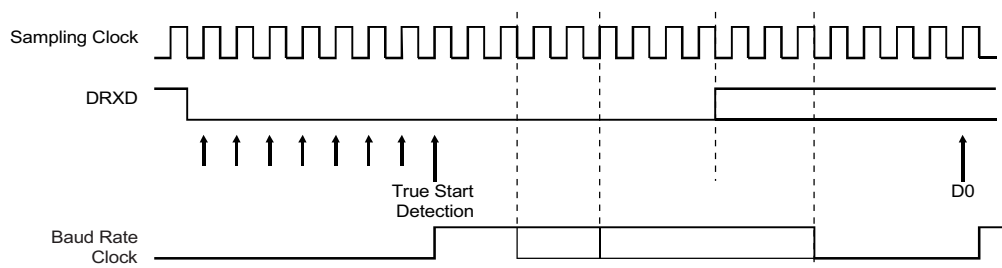 Sampling Clock
DRXD
True Start
Detection
D0
Baud Rate
Clock